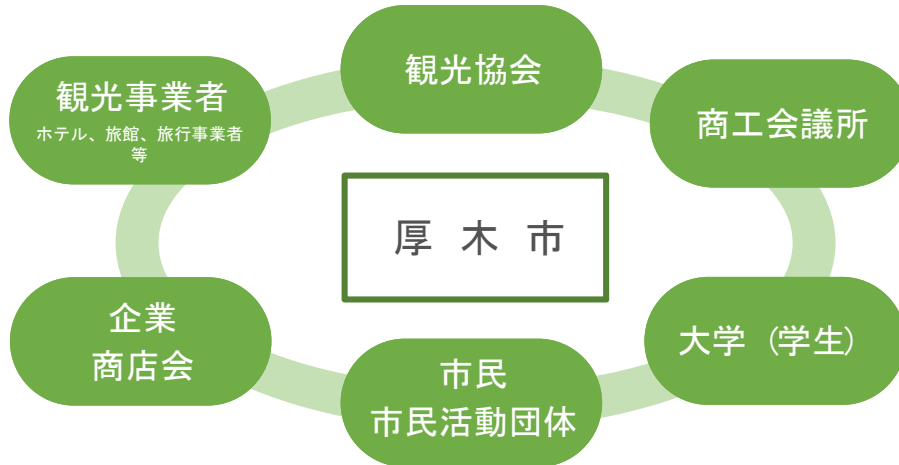 観光協会
観光事業者
ホテル、旅館、旅行事業者
等
商工会議所
厚木市
企業
商店会
大学（学生）
市民
市民活動団体